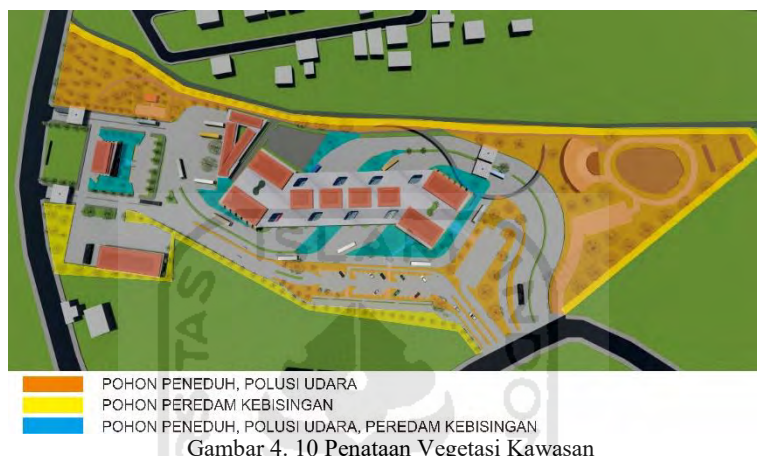 POHON PENEDUH, POLUSI UDARA
POHON PEREDAM KEBISINGAN
POHON PENEDUH, POLUSI UDARA, PEREDAM KEBISINGAN
Gambar 4. 10 Penataan Vegetasi Kawasan